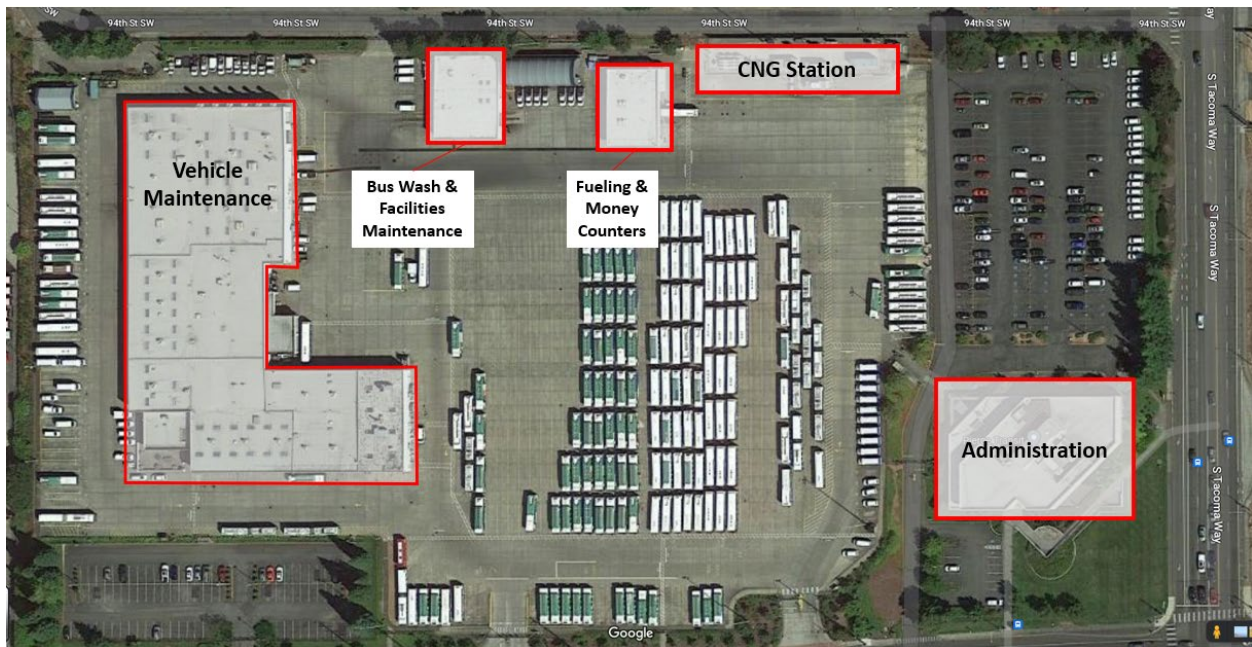 94th St SW
94th St SW
94th St SW
94th St SW
94th St SW
CNG Station
S Tacoma Way
Vehicle
Maintenance
Bus Wash &
Facilities
Maintenance
Fueling &
Money
Counters
S Tacoma Way
Administration
S Tacoma Way
Google